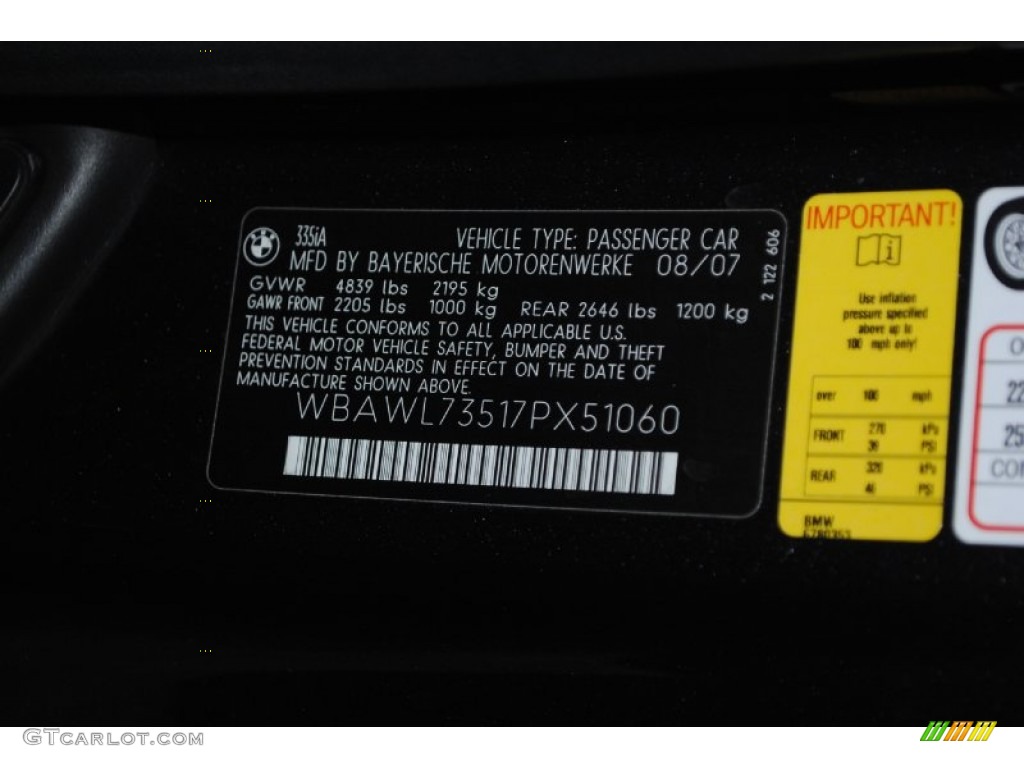 335iA VEHICLE TYPE: PASSENGER CAR
MFD BY BAYERISCHE MOTORENWERKE 08/07
GVWR 4839 lbs 2195 kg
GAWR FRONT 2205 lbs 1000 kg REAR 2646 lbs 1200 kg
THIS VEHICLE CONFORMS TO ALL APPLICABLE U.S.
FEDERAL MOTOR VEHICLE SAFETY, BUMPER AND THEFT
PREVENTION STANDARDS IN EFFECT ON THE DATE OF
MANUFACTURE SHOWN ABOVE.
WBAWL73517PX51060
2 122 606
IMPORTANT!
i
Use inflation
pressure specified
above up to
100 mph only!
over 100 mph
FRONT 270 kPa
38 PSI
REAR 320 kPa
46 PSI
BMW
6780353
22
25
GTCARLOT.COM